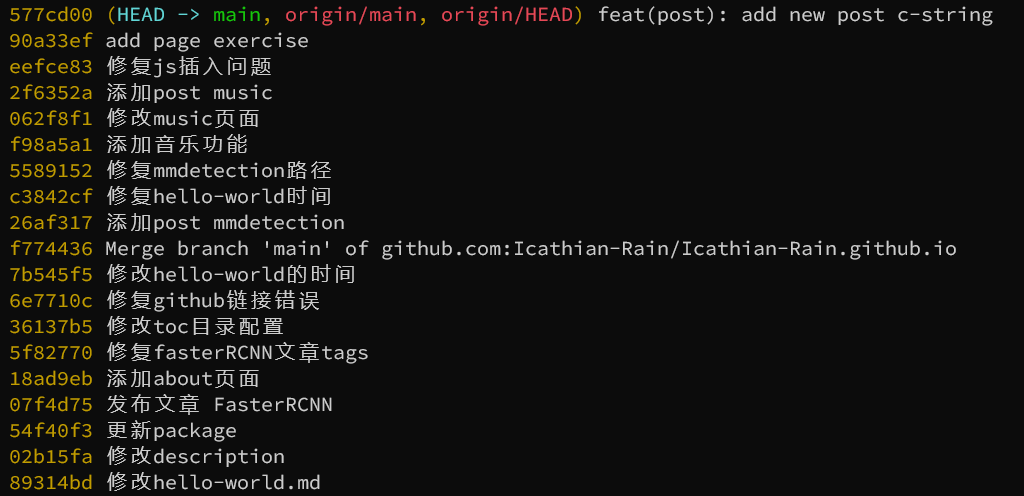 577cd00 (HEAD -> main, origin/main, origin/HEAD) feat(post): add new post c-string
90a33ef add page exercise
eefce83 修复js插入问题
2f6352a 添加post music
062f8f1 修改music页面
f98a5a1 添加音乐功能
5589152 修复mmdetection路径
c3842cf 修复hello-world时间
26af317 添加post mmdetection
f774436 Merge branch 'main' of github.com:Icathian-Rain/Icathian-Rain.github.io
7b545f5 修改hello-world的时间
6e7710c 修复github链接错误
36137b5 修改toc目录配置
5f82770 修复fasterRCNN文章tags
18ad9eb 添加about页面
07f4d75 发布文章 FasterRCNN
54f40f3 更新package
02b15fa 修改description
89314bd 修改hello-world.md